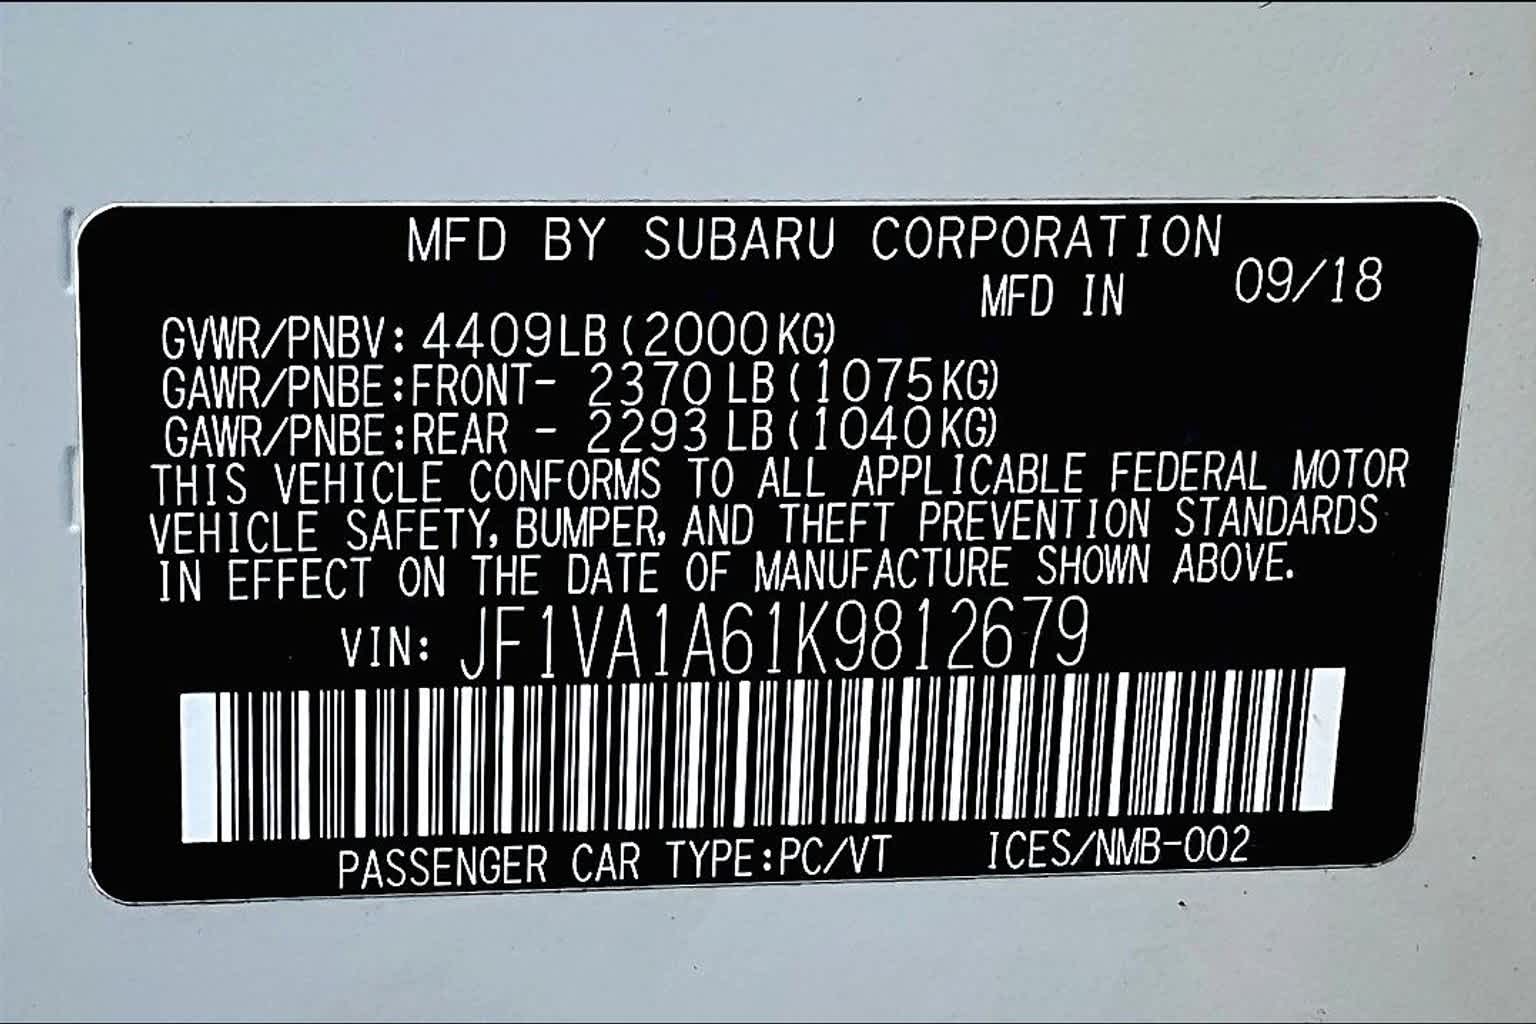 MFD BY SUBARU CORPORATION
MFD IN 09/18
GVWR/PNBV: 4409LB(2000KG)
GAWR/PNBE:FRONT- 2370LB(1075KG)
GAWR/PNBE:REAR - 2293LB(1040KG)
THIS VEHICLE CONFORMS TO ALL APPLICABLE FEDERAL MOTOR
VEHICLE SAFETY, BUMPER, AND THEFT PREVENTION STANDARDS
IN EFFECT ON THE DATE OF MANUFACTURE SHOWN ABOVE.
VIN: JF1VA1A61K9812679
PASSENGER CAR TYPE:PC/VT ICES/NMB-002